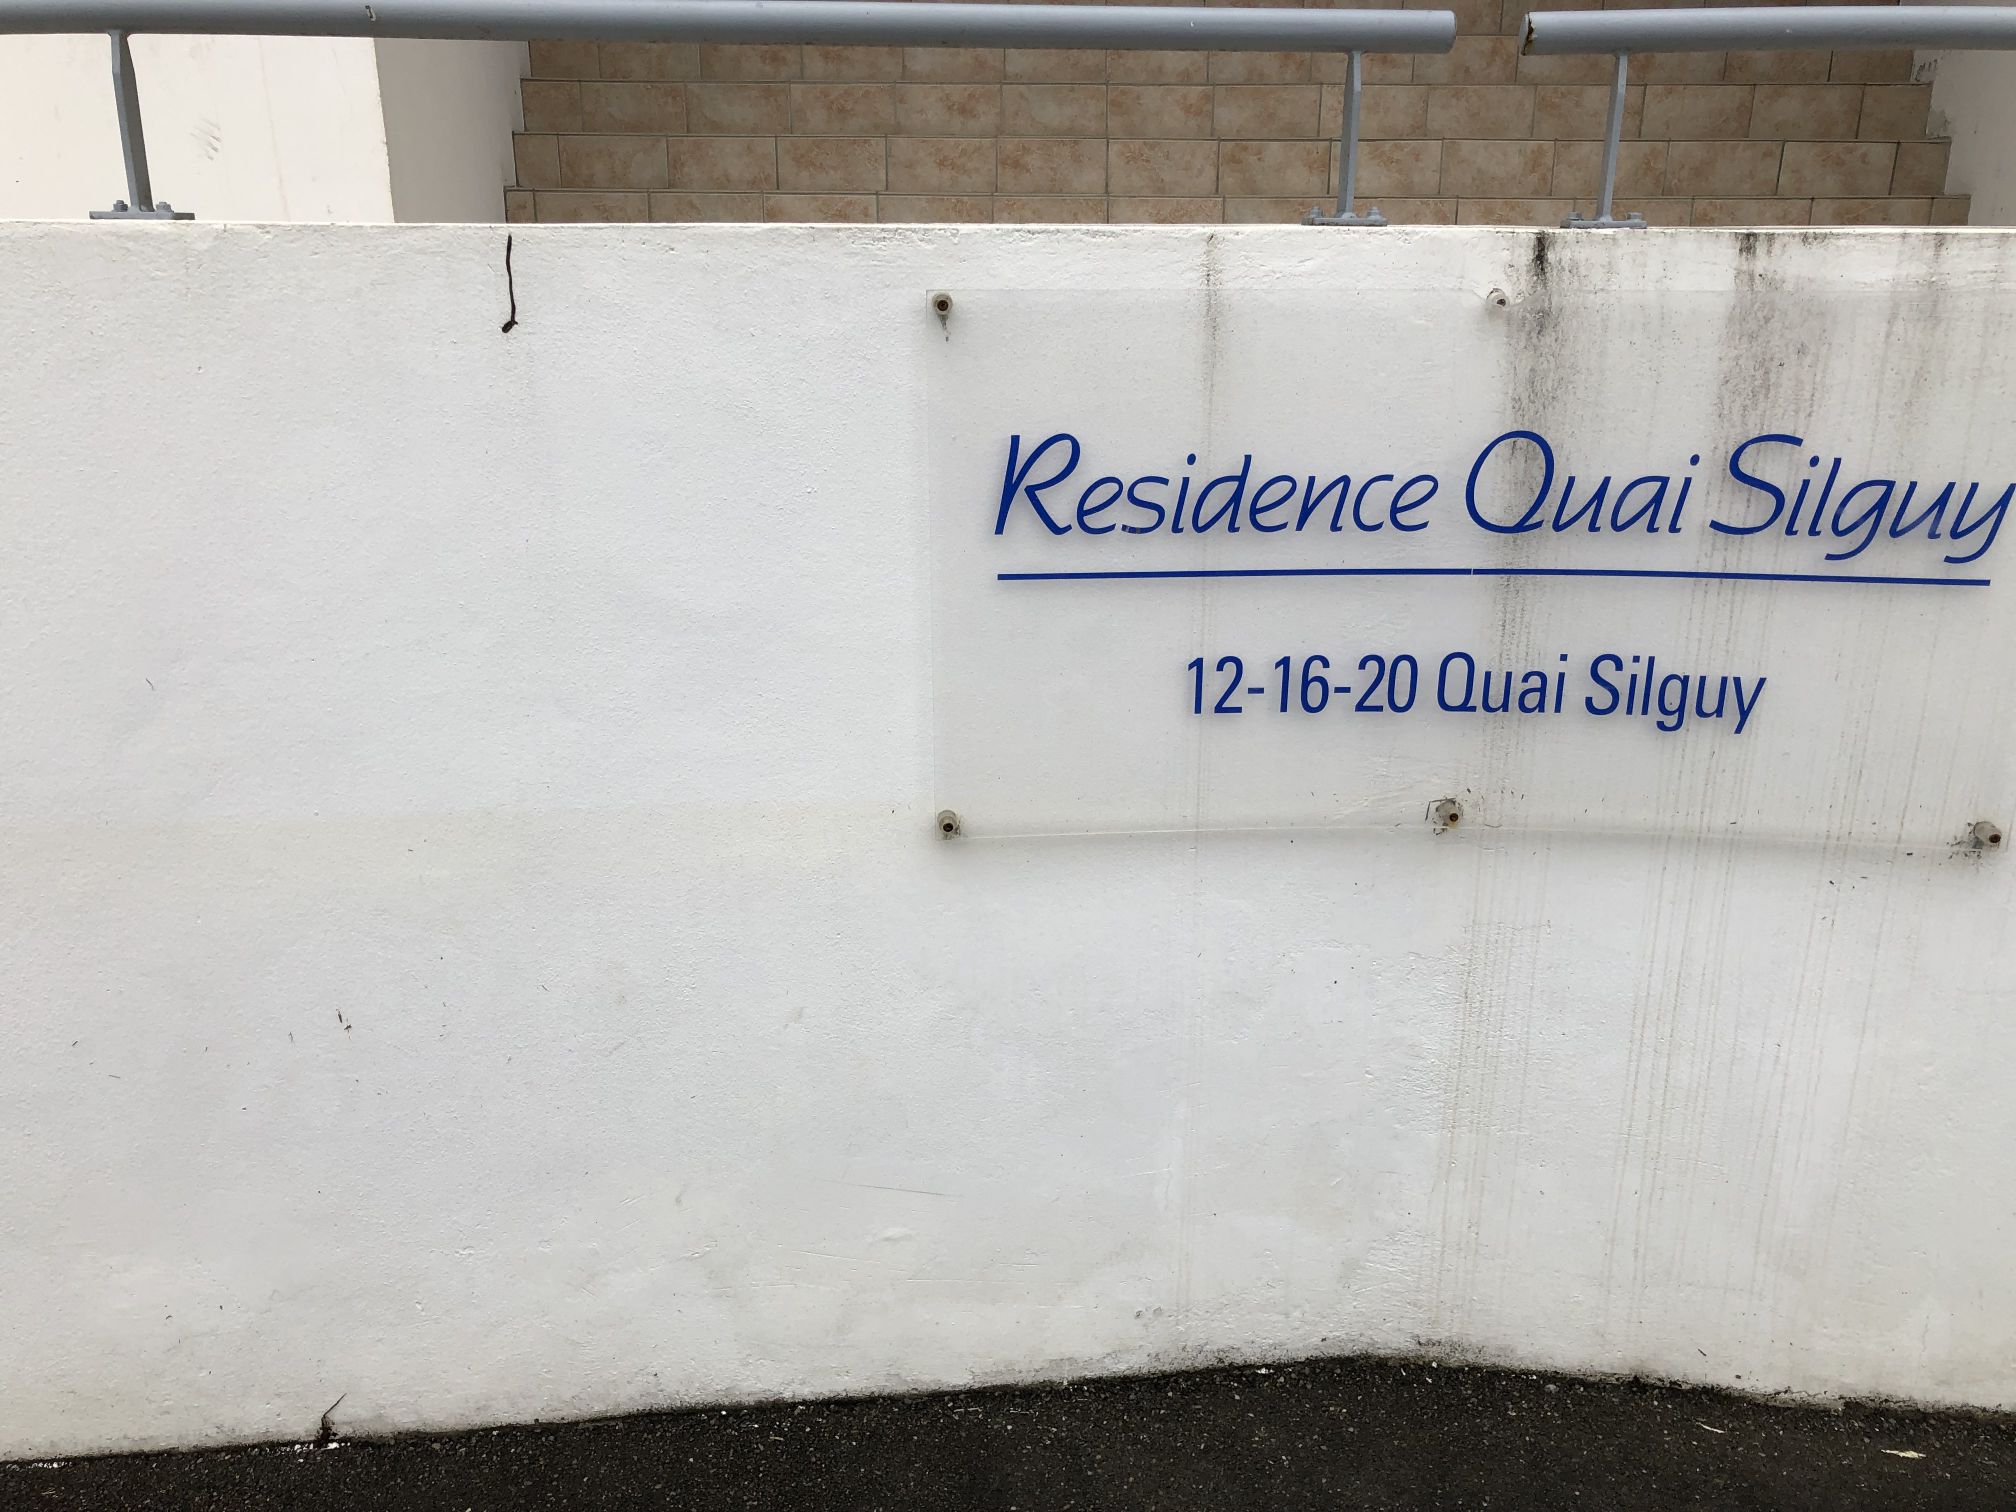 Residence Quai Silguy
12-16-20 Quai Silguy